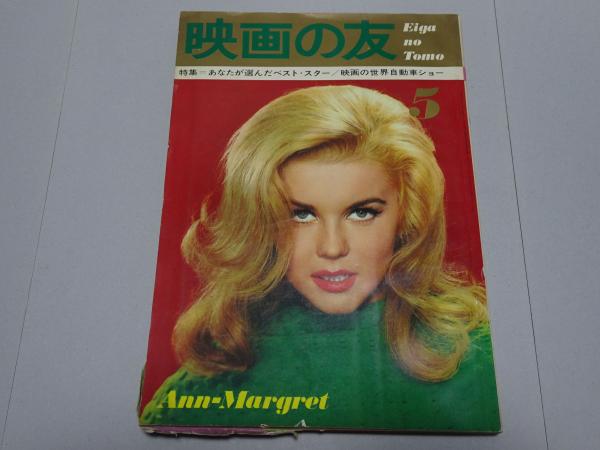 映画の友
Eiga
no
Tomo
特集=あなたが選んだベスト・スター/映画の世界自動車ショー
5
Ann-Margret